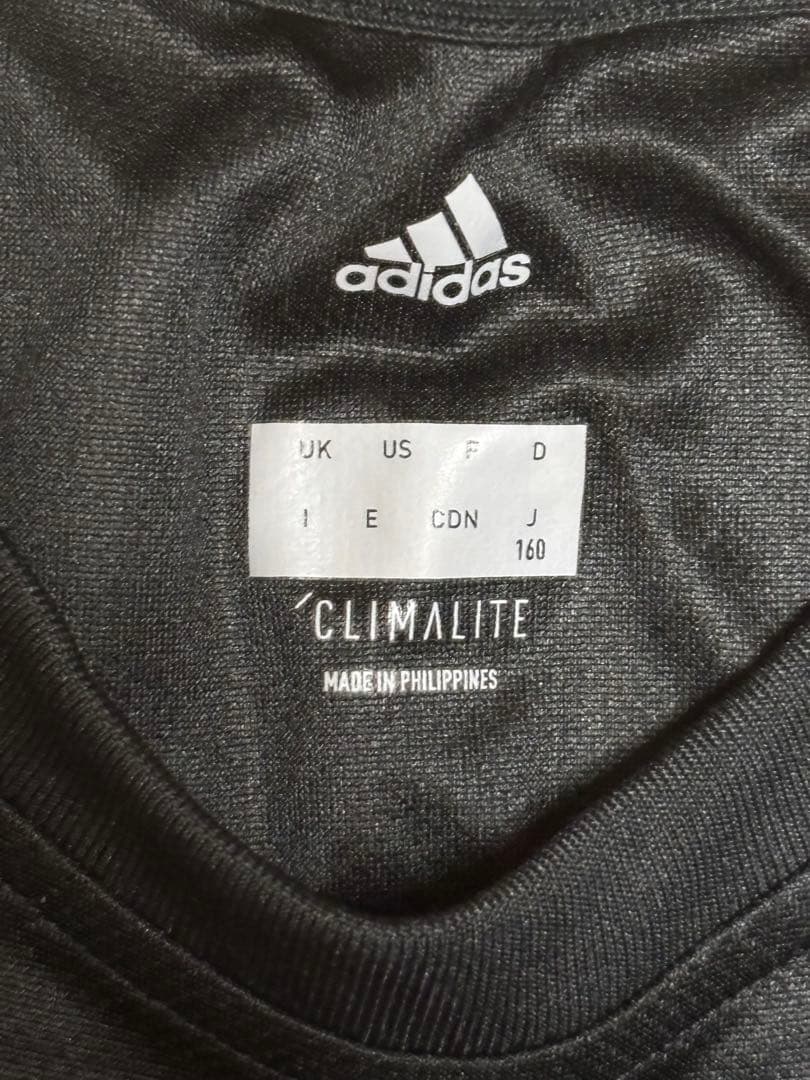 adidas
UK US F D
I E CDN J
160
CLIMALITE
MADE IN PHILIPPINES